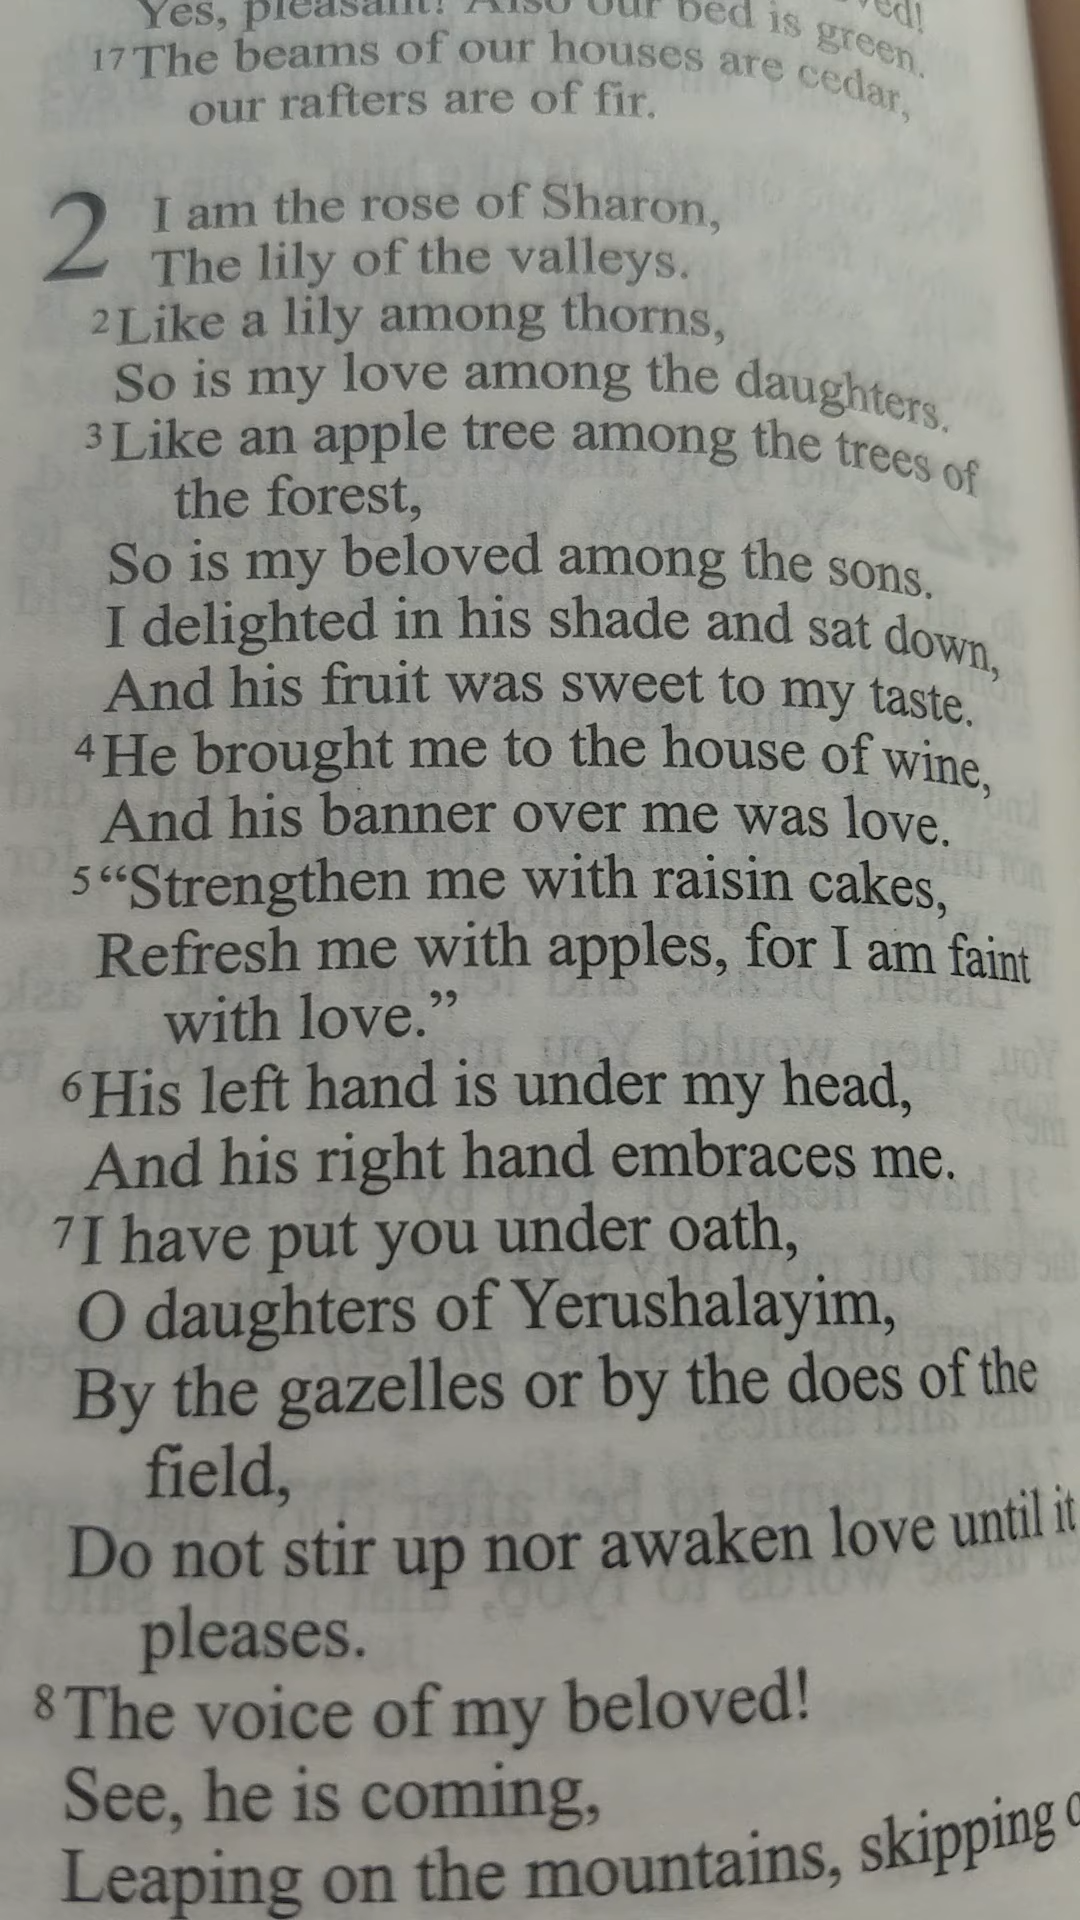 Yes, pleasant! Also our bed is green.
17 The beams of our houses are cedar,
our rafters are of fir.
2 I am the rose of Sharon,
The lily of the valleys.
2 Like a lily among thorns,
So is my love among the daughters.
3 Like an apple tree among the trees of
the forest,
So is my beloved among the sons.
I delighted in his shade and sat down,
And his fruit was sweet to my taste.
4 He brought me to the house of wine,
And his banner over me was love.
5 “Strengthen me with raisin cakes,
Refresh me with apples, for I am faint
with love.”
6 His left hand is under my head,
And his right hand embraces me.
7 I have put you under oath,
O daughters of Yerushalayim,
By the gazelles or by the does of the
field,
Do not stir up nor awaken love until it
pleases.
8 The voice of my beloved!
See, he is coming,
Leaping on the mountains, skipping